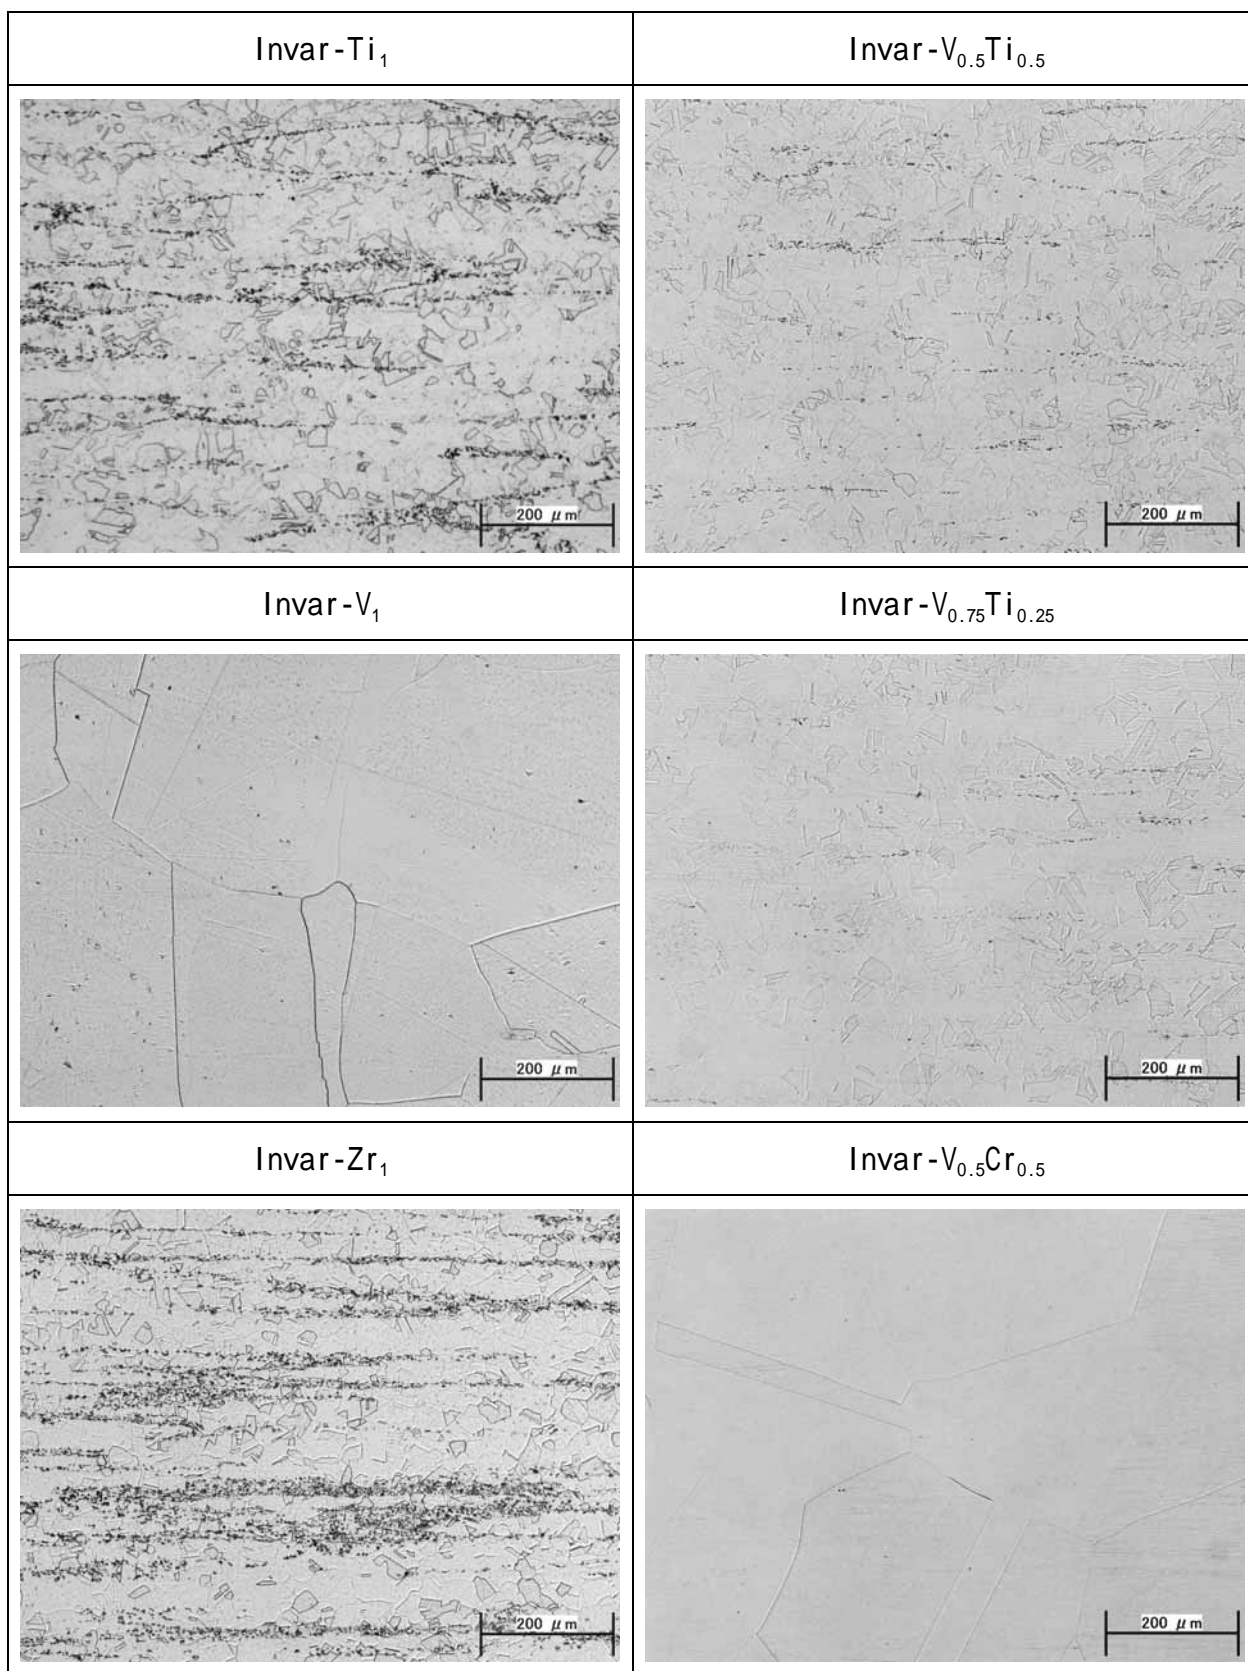 Invar-Ti₁
Invar-V₀.₅Ti₀.₅
200 μm
200 μm
Invar-V₁
Invar-V₀.₇₅Ti₀.₂₅
200 μm
200 μm
Invar-Zr₁
Invar-V₀.₅Cr₀.₅
200 μm
200 μm